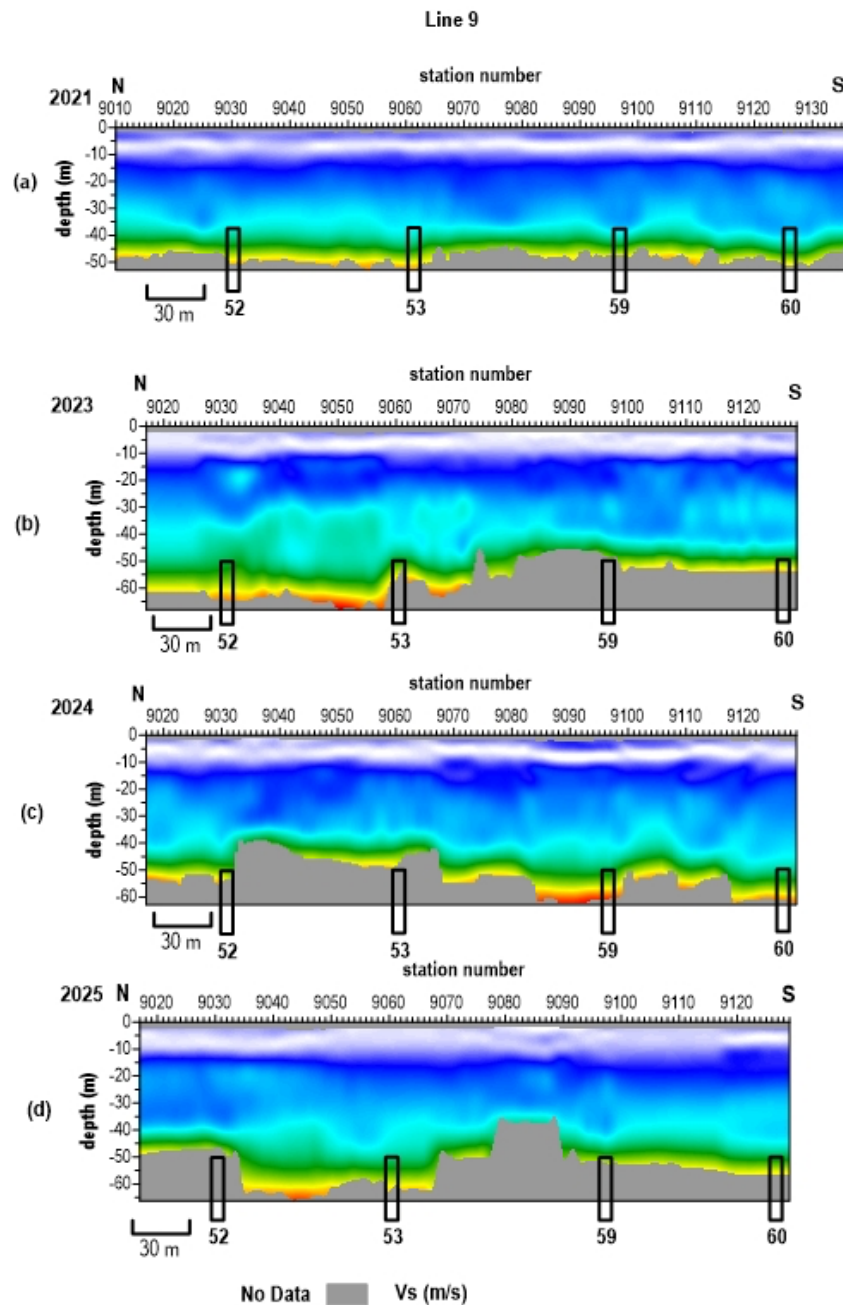 Line 9
station number
N S
2021
9010 9020 9030 9040 9050 9060 9070 9080 9090 9100 9110 9120 9130
0
-10
-20
-30
-40
-50
depth (m)
(a)
30 m
52 53 59 60
station number
N S
2023
9020 9030 9040 9050 9060 9070 9080 9090 9100 9110 9120
0
-10
-20
-30
-40
-50
-60
depth (m)
(b)
30 m
52 53 59 60
station number
N S
2024
9020 9030 9040 9050 9060 9070 9080 9090 9100 9110 9120
0
-10
-20
-30
-40
-50
-60
depth (m)
(c)
30 m
52 53 59 60
station number
2025 N S
9020 9030 9040 9050 9060 9070 9080 9090 9100 9110 9120
0
-10
-20
-30
-40
-50
-60
depth (m)
(d)
30 m
52 53 59 60
No Data Vs (m/s)